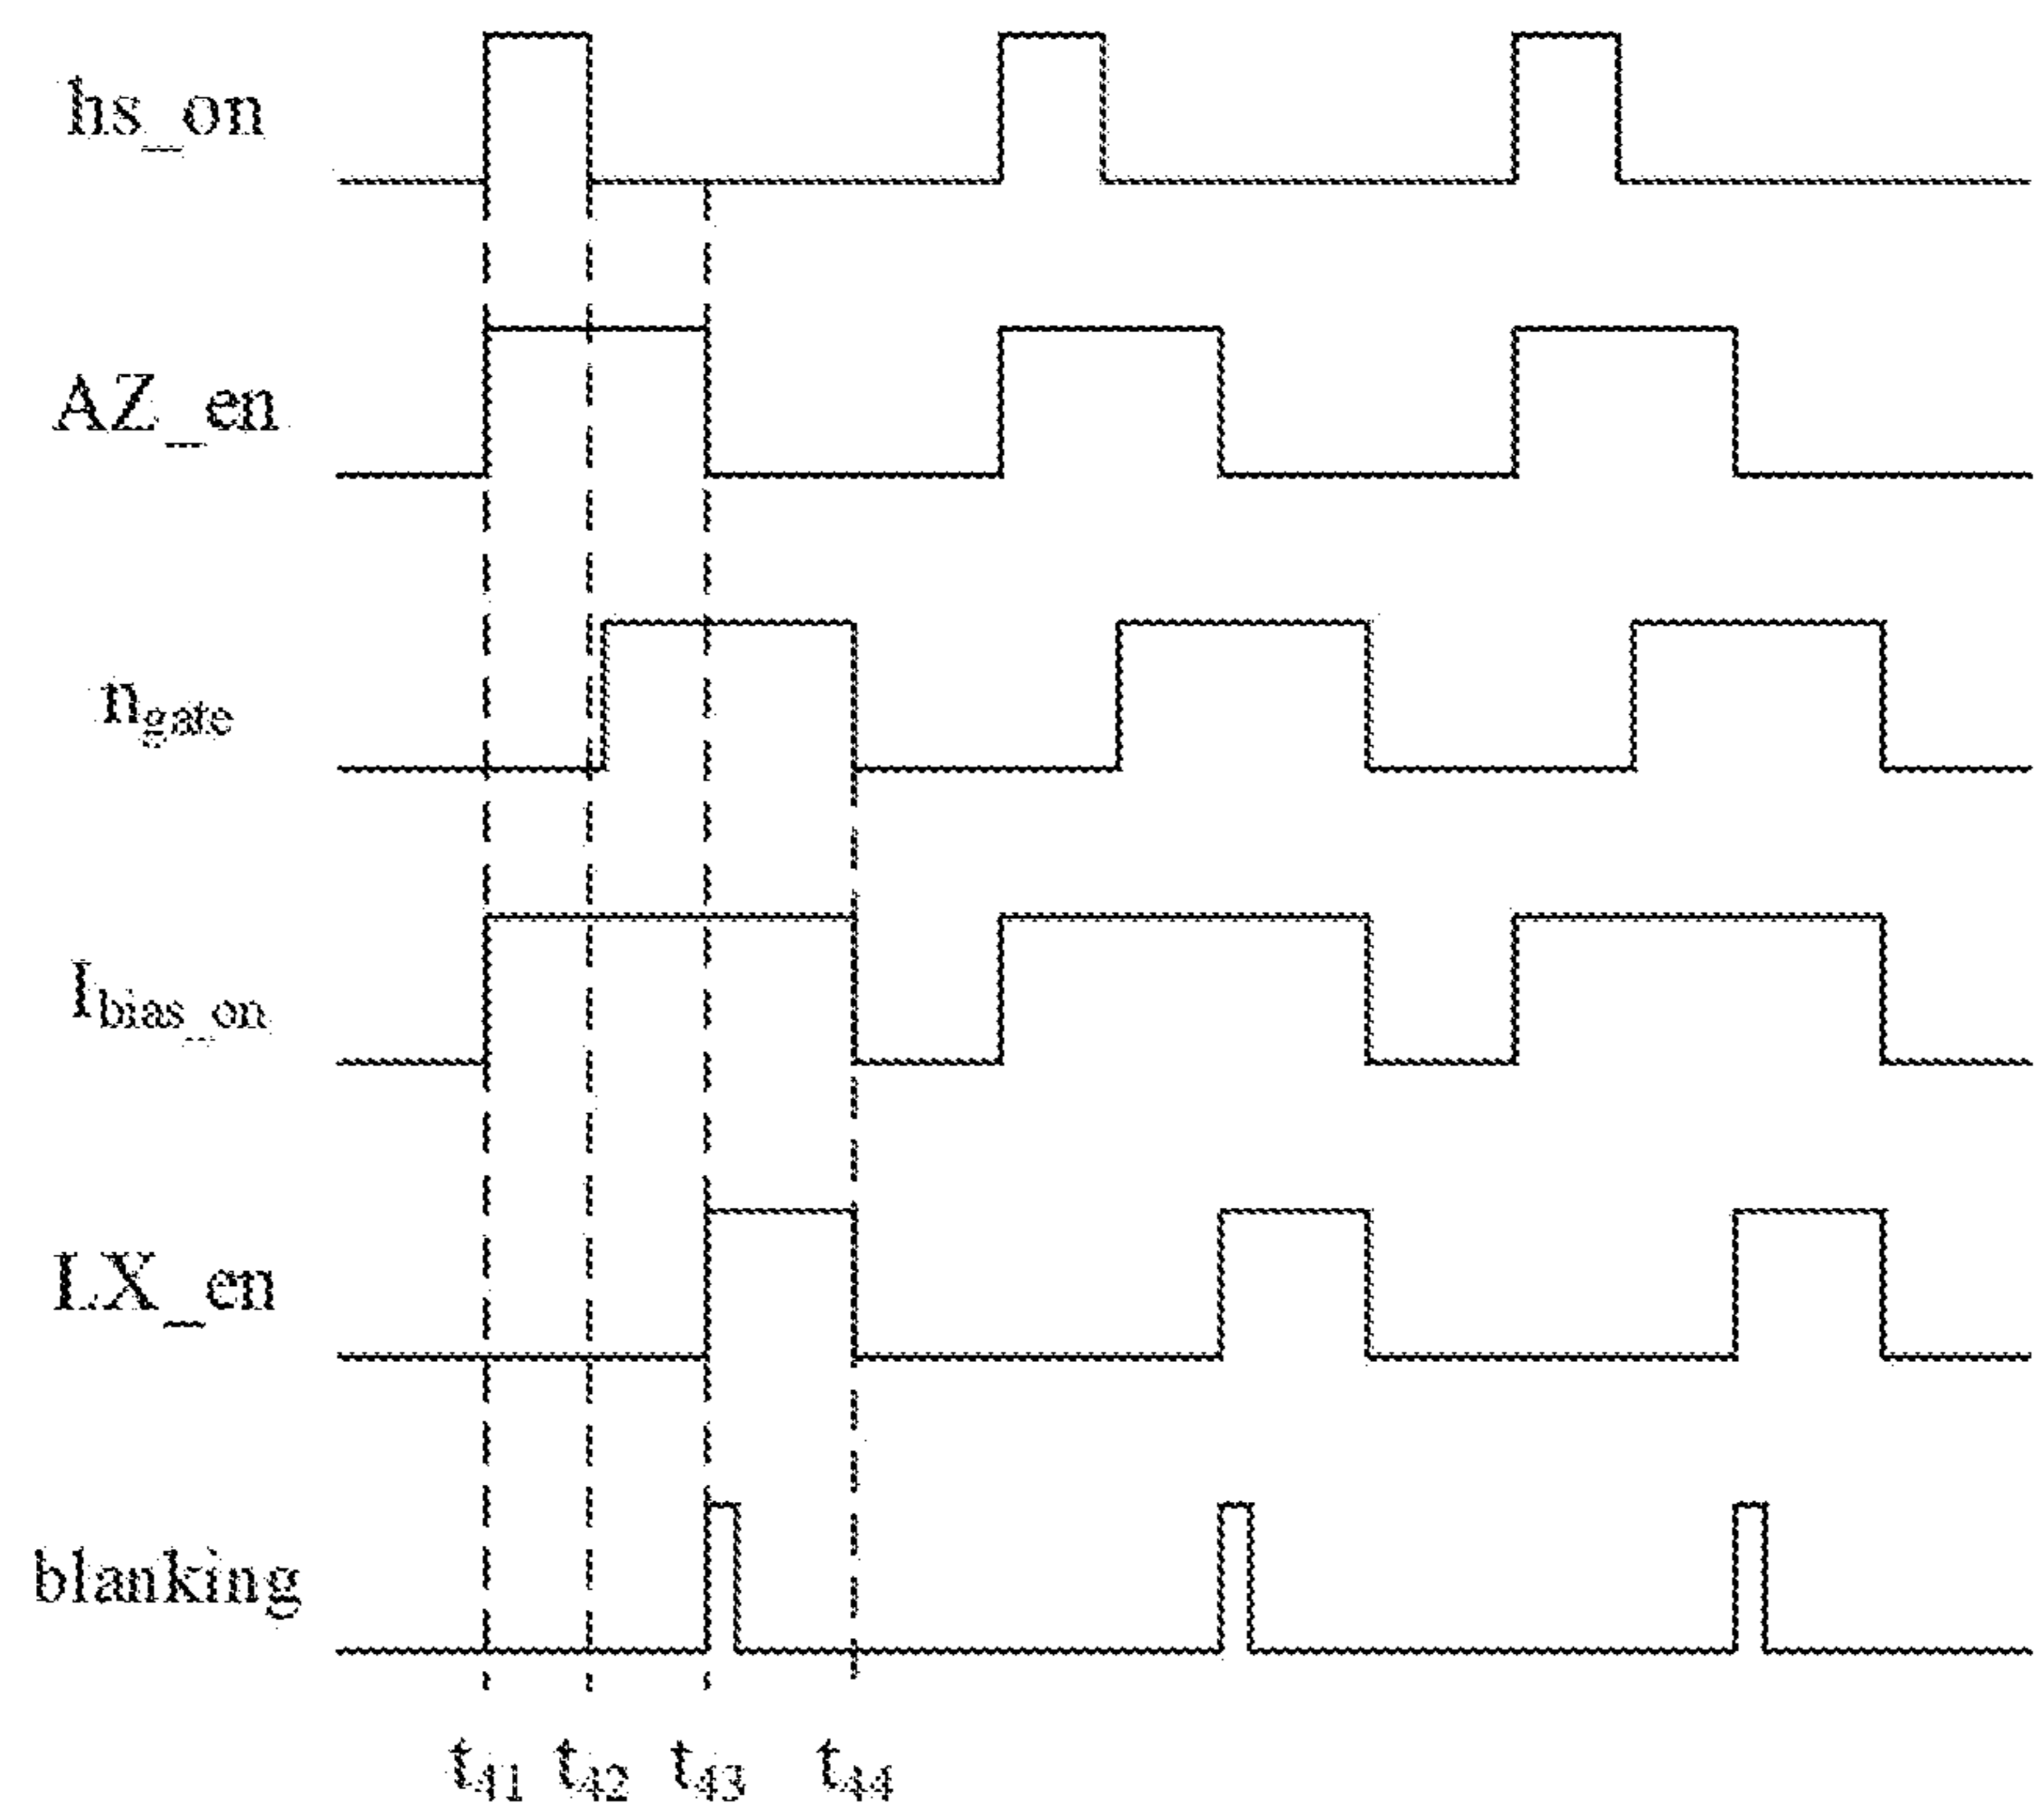 hs_on
AZ_en
ngate
Ibias_on
LX_en
blanking
t41 t42 t43 t44